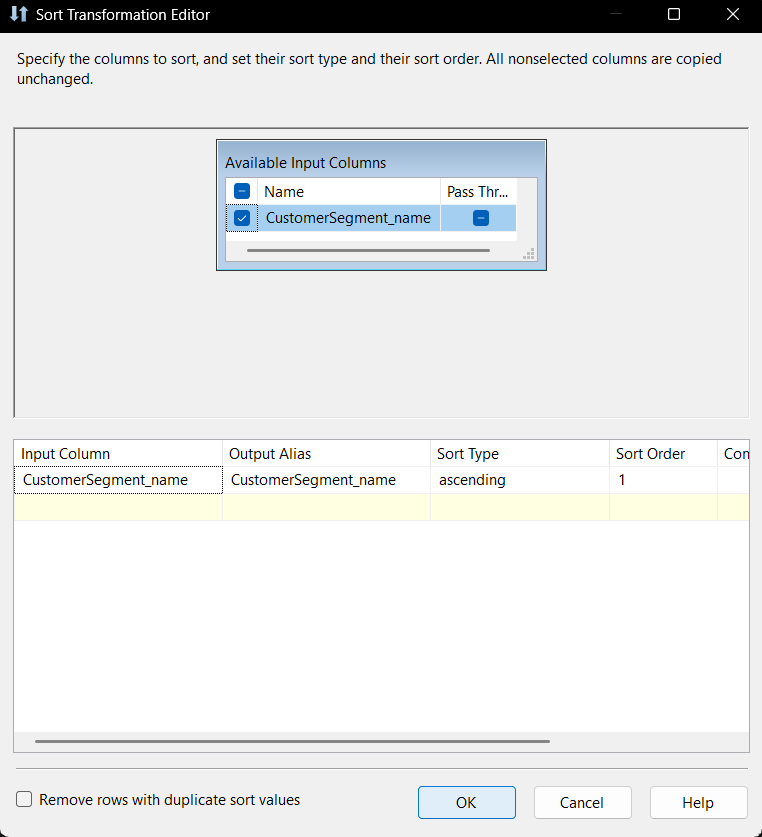 Sort Transformation Editor
Specify the columns to sort, and set their sort type and their sort order. All nonselected columns are copied
unchanged.
Available Input Columns
Name Pass Thr...
CustomerSegment_name
Input Column Output Alias Sort Type Sort Order Con
CustomerSegment_name CustomerSegment_name ascending 1
Remove rows with duplicate sort values OK Cancel Help